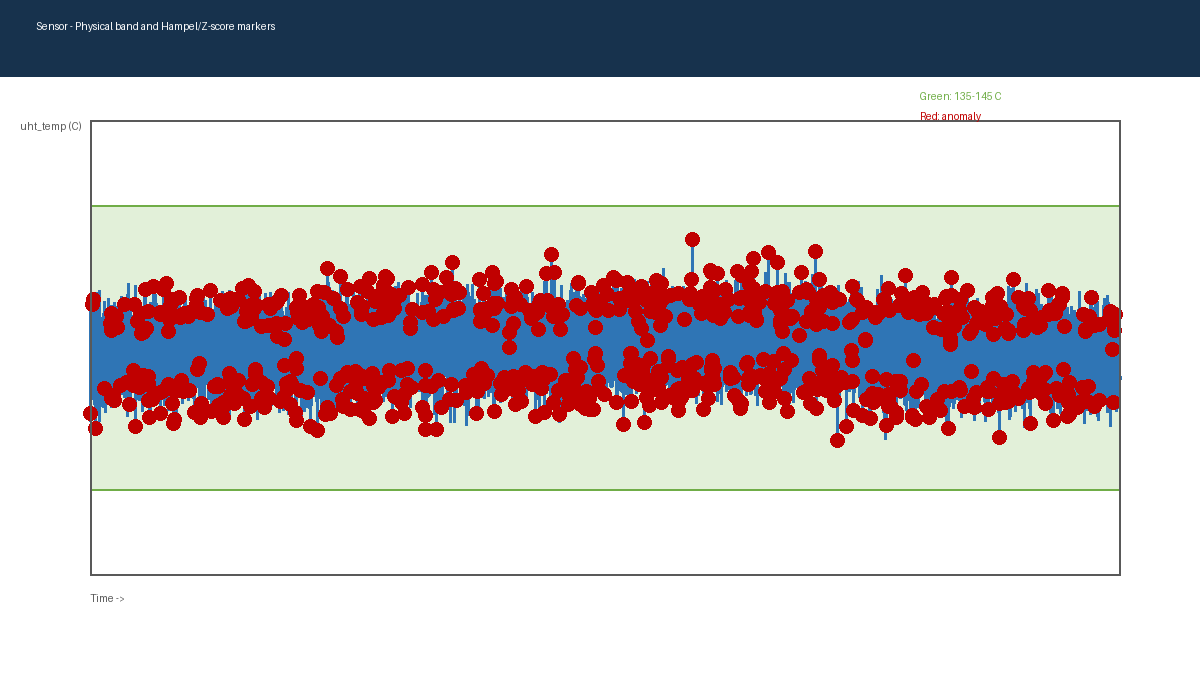 Sensor - Physical band and Hampel/Z-score markers
Green: 135-145 C
Red: anomaly
uht_temp (C)
Time ->